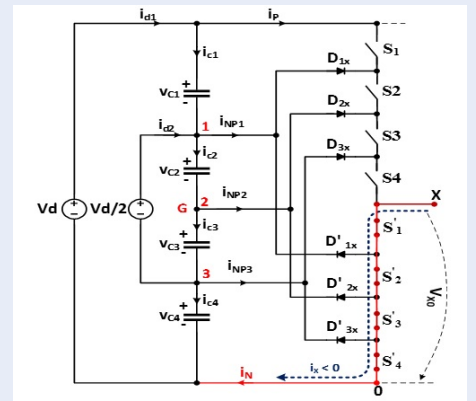 id1
iP
ic1
S1
D1x
+
VC1
-
S2
D2x
id2
1
iNP1
ic2
S3
D3x
+
VC2
-
S4
G
2
iNP2
X
Vd
+
-
Vd/2
+
-
ic3
S'1
+
VC3
-
D'1x
3
iNP3
S'2
D'2x
Vx0
ic4
+
VC4
-
S'3
D'3x
iN
ix < 0
S'4
0